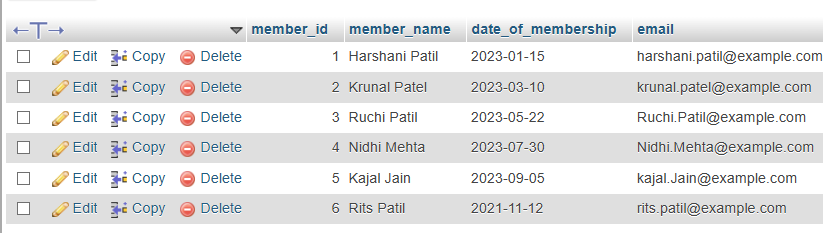 member_id member_name date_of_membership email
Edit Copy Delete 1 Harshani Patil 2023-01-15 harshani.patil@example.com
Edit Copy Delete 2 Krunal Patel 2023-03-10 krunal.patel@example.com
Edit Copy Delete 3 Ruchi Patil 2023-05-22 Ruchi.Patil@example.com
Edit Copy Delete 4 Nidhi Mehta 2023-07-30 Nidhi.Mehta@example.com
Edit Copy Delete 5 Kajal Jain 2023-09-05 kajal.Jain@example.com
Edit Copy Delete 6 Rits Patil 2021-11-12 rits.patil@example.com